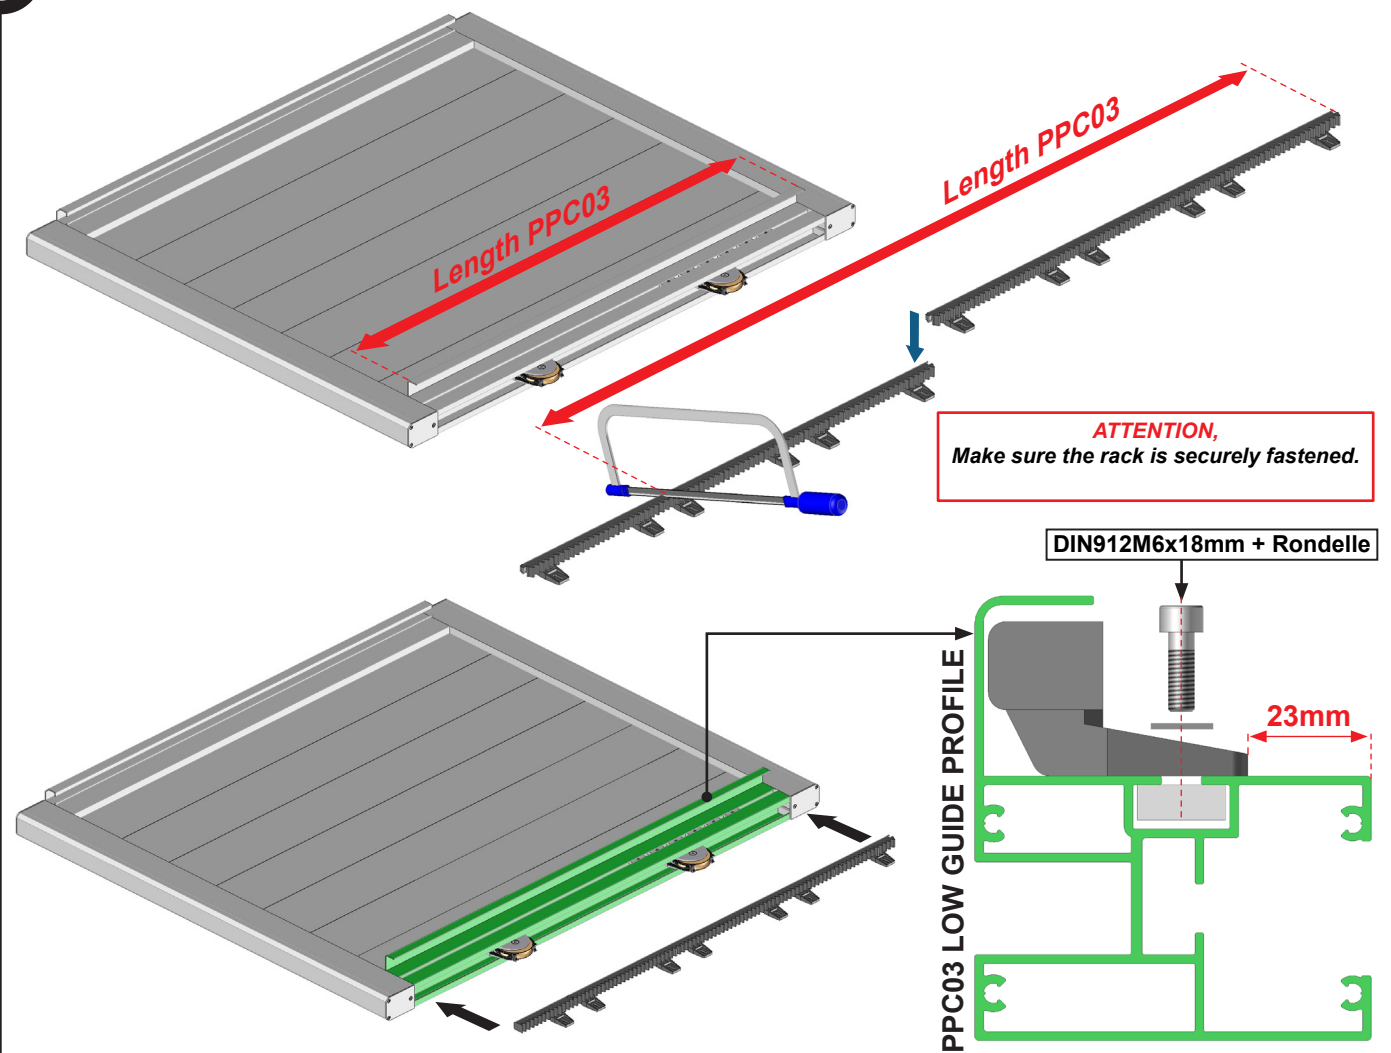 Length PPC03
Length PPC03
ATTENTION,
Make sure the rack is securely fastened.
DIN912M6x18mm + Rondelle
23mm
PPC03 LOW GUIDE PROFILE